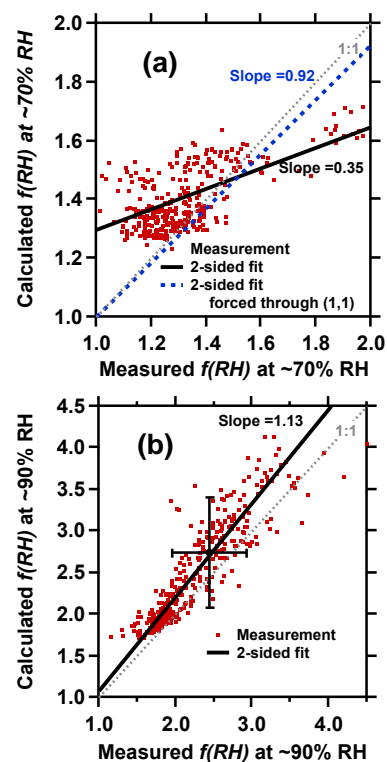 (a)
1:1
Slope =0.92
Slope =0.35
Measurement
2-sided fit
2-sided fit
forced through (1,1)
Calculated f(RH) at ~70% RH
2.0
1.8
1.6
1.4
1.2
1.0
1.0 1.2 1.4 1.6 1.8 2.0
Measured f(RH) at ~70% RH
(b)
Slope =1.13
1:1
Measurement
2-sided fit
Calculated f(RH) at ~90% RH
4.5
4.0
3.5
3.0
2.5
2.0
1.5
1.0
1.0 2.0 3.0 4.0
Measured f(RH) at ~90% RH